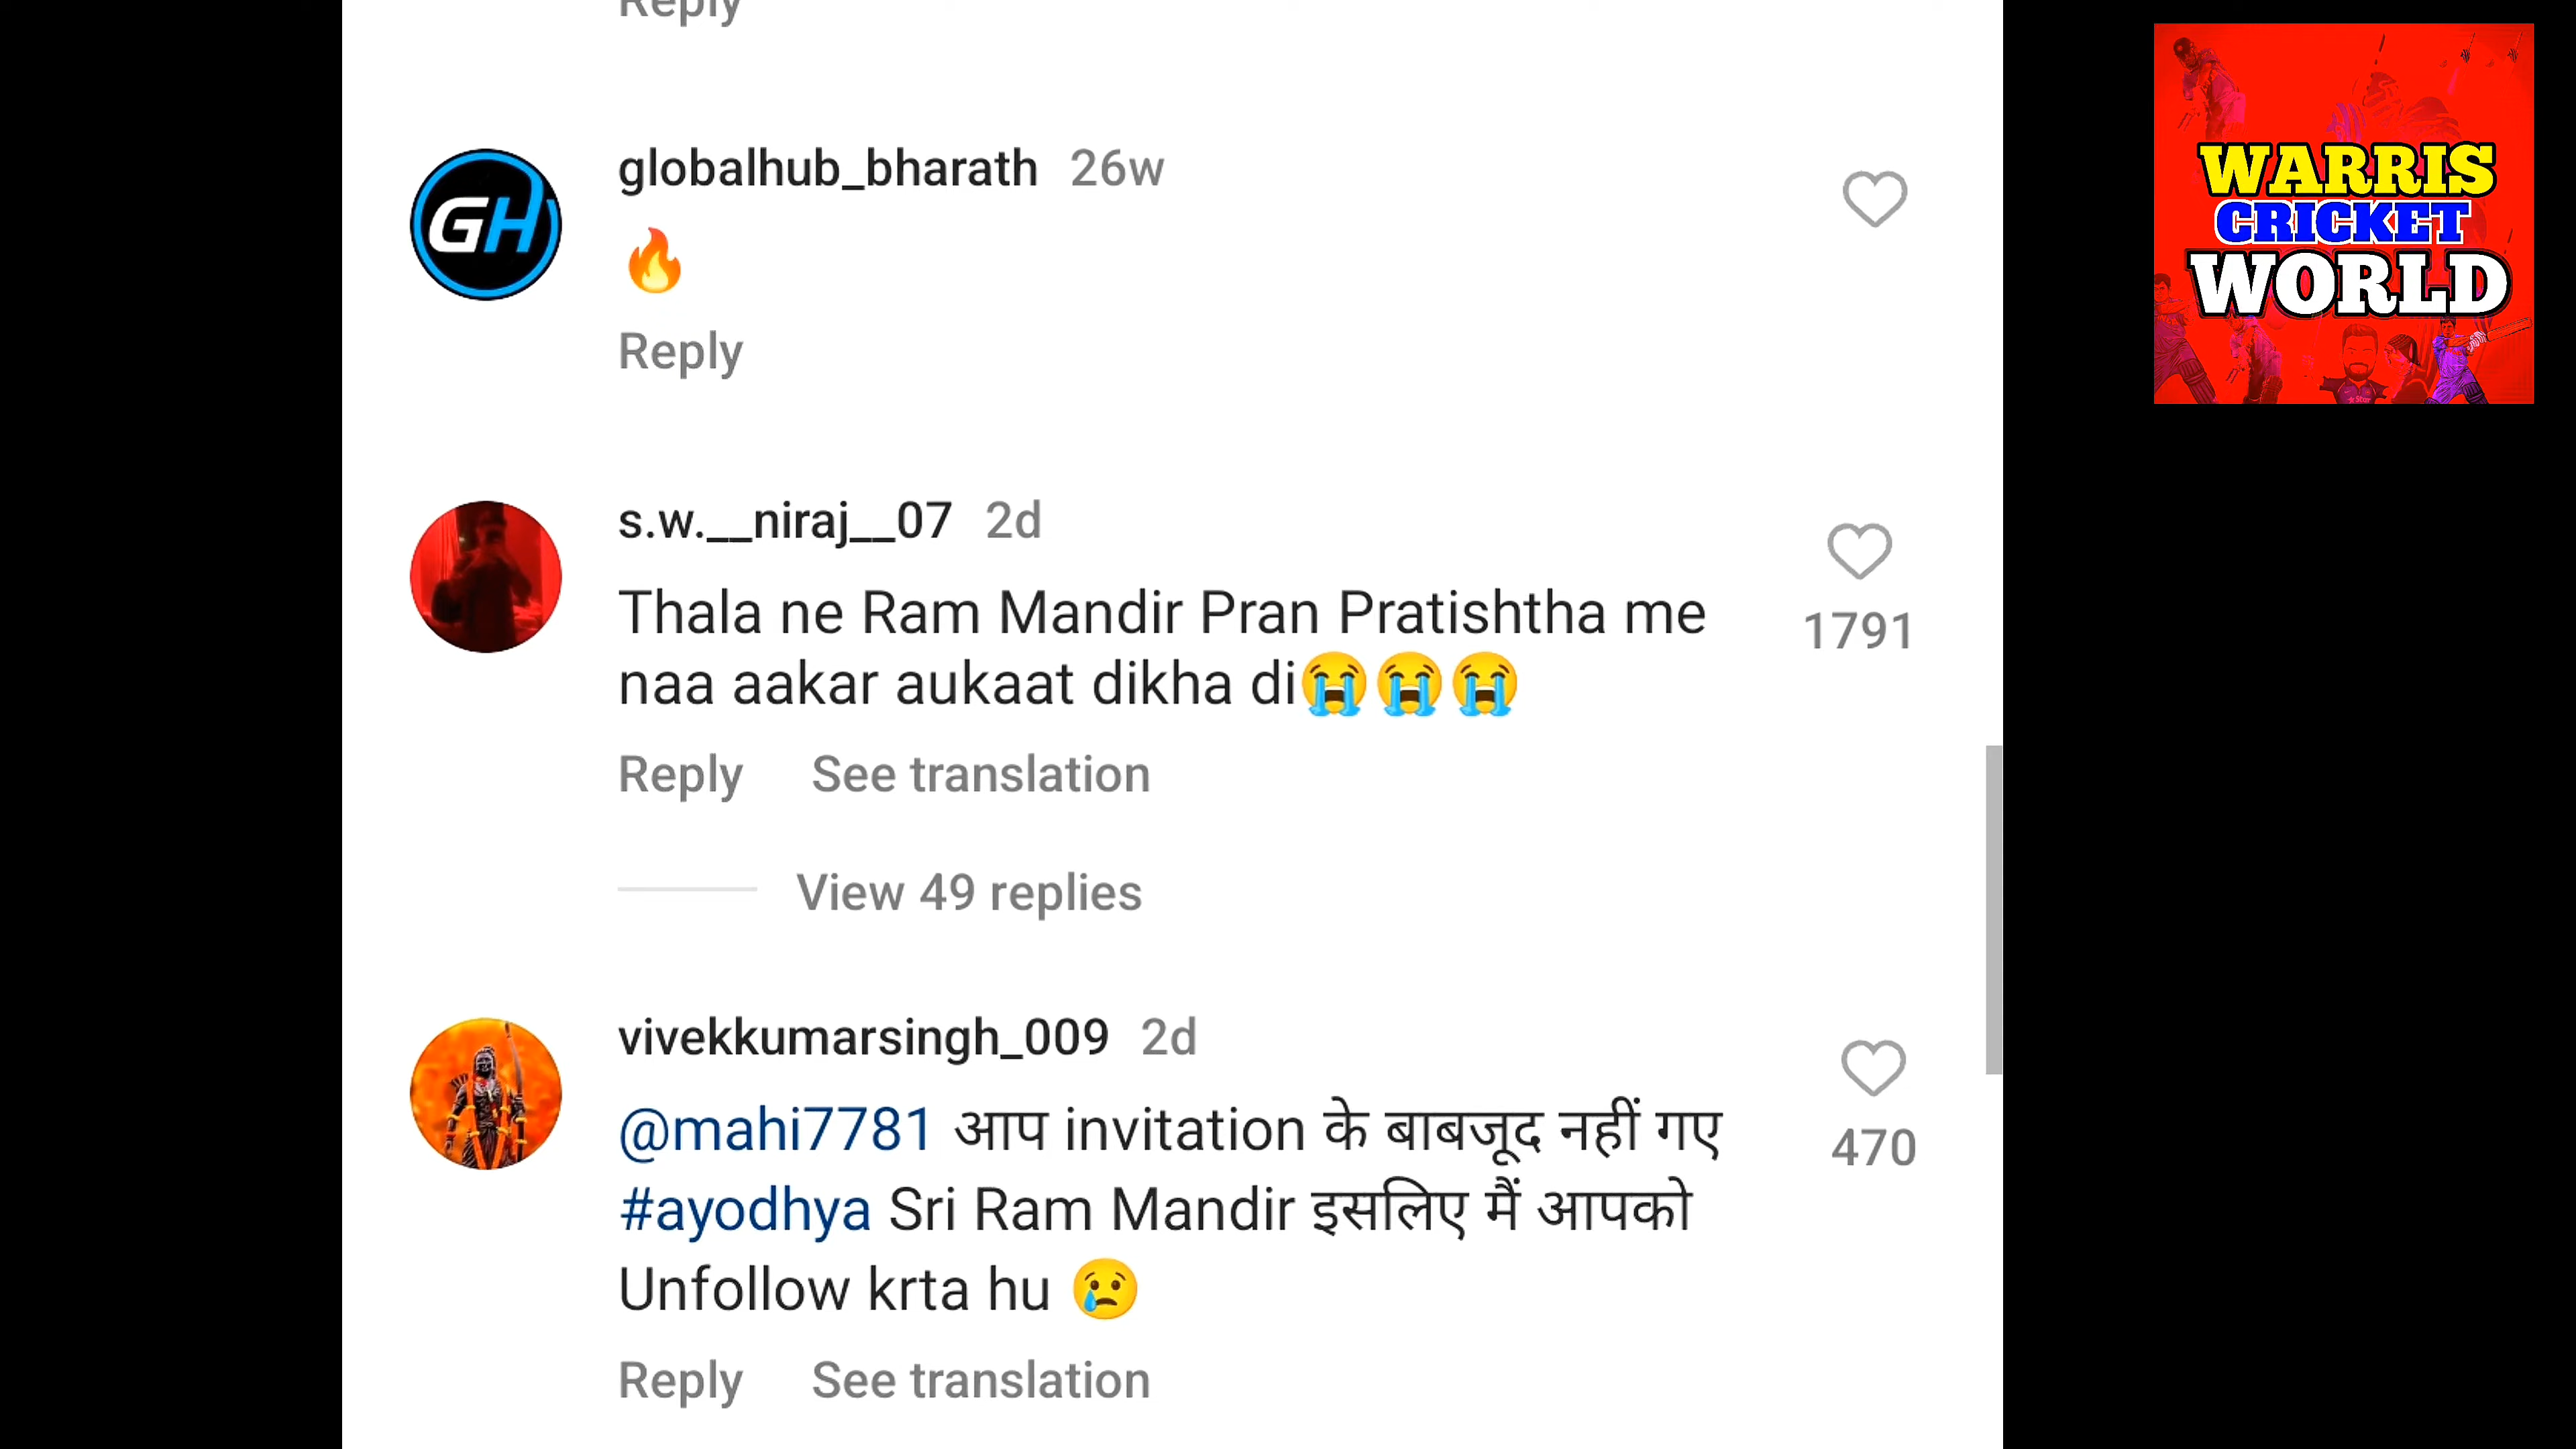 Reply
globalhub_bharath 26w
🔥
Reply
s.w.__niraj__07 2d
Thala ne Ram Mandir Pran Pratishtha me
naa aakar aukaat dikha di😭😭😭
1791
Reply See translation
View 49 replies
vivekkumarsingh_009 2d
@mahi7781 आप invitation के बाबजूद नहीं गए
#ayodhya Sri Ram Mandir इसलिए मैं आपको
Unfollow krta hu 😢
470
Reply See translation
GH
WARRIS
CRICKET
WORLD